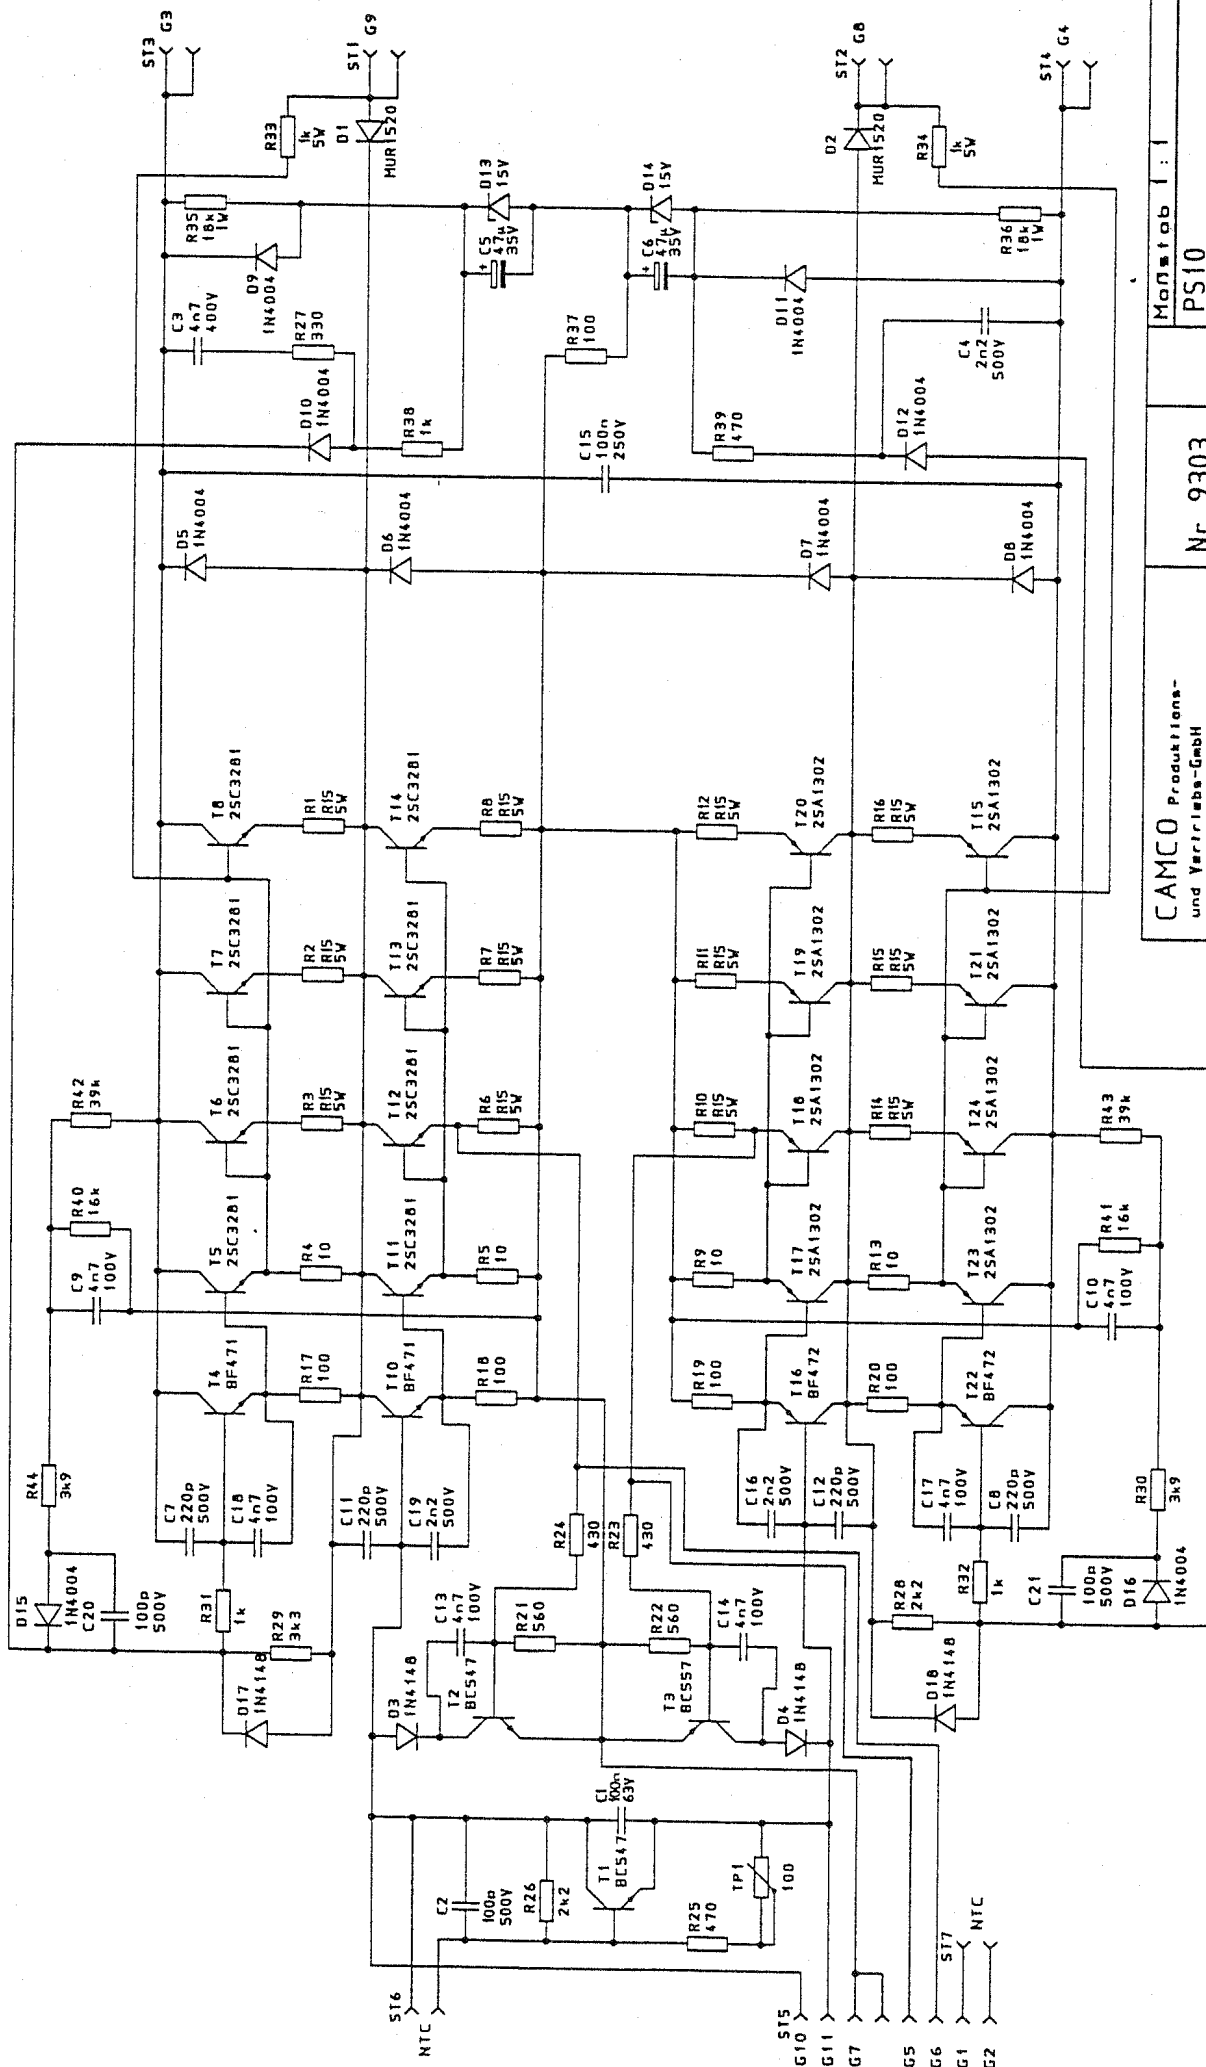 ST3
G3
ST1
G9
ST2
G8
ST4
G4
R33
1k
5W
D1
MUR1520
D2
MUR1520
R34
1k
5W
R35
18k
1W
D9
1N4004
C3
4n7
400V
R27
330
D10
1N4004
R38
1k
D13
15V
C5
47µ
35V
D14
15V
C6
47µ
35V
R37
100
R36
18k
1W
D11
1N4004
C4
2n2
500V
R39
470
D12
1N4004
C15
100n
250V
D5
1N4004
D6
1N4004
D7
1N4004
D8
1N4004
T8
2SC3281
R1
R15
5W
T14
2SC3281
R8
R15
5W
R12
R15
5W
T20
2SA1302
R16
R15
5W
T15
2SA1302
T7
2SC3281
R2
R15
5W
T13
2SC3281
R7
R15
5W
R11
R15
5W
T19
2SA1302
R15
R15
5W
T21
2SA1302
R42
39k
T6
2SC3281
R3
R15
5W
T12
2SC3281
R6
R15
5W
R10
R15
5W
T18
2SA1302
R14
R15
5W
T24
2SA1302
R43
39k
R40
16k
C9
4n7
100V
T5
2SC3281
R4
10
T11
2SC3281
R5
10
R9
10
T17
2SA1302
R13
10
T23
2SA1302
R41
16k
C10
4n7
100V
T4
BF471
R17
100
T10
BF471
R18
100
R19
100
T16
BF472
R20
100
T22
BF472
R44
3k9
C7
220p
500V
C18
4n7
100V
C11
220p
500V
C19
2n2
500V
R24
430
R23
430
C16
2n2
500V
C12
220p
500V
C17
4n7
100V
C8
220p
500V
R30
3k9
D15
1N4004
C20
100p
500V
R31
1k
R29
3k3
D17
1N4148
D3
1N4148
C13
4n7
100V
T2
BC547
R21
560
R22
560
C14
4n7
100V
T3
BC557
D4
1N4148
R28
2k2
R32
1k
D18
1N4148
C21
100p
500V
D16
1N4004
C1
100n
63V
T1
BC547
C2
100p
500V
R26
2k2
R25
470
TP1
100
ST6
NTC
ST5
G10
G11
G7
G5
G6
G1
G2
ST7
NTC
CAMCO Produktions-
und Vertriebs-GmbH
Nr 9303
Maßstab 1:1
PS10